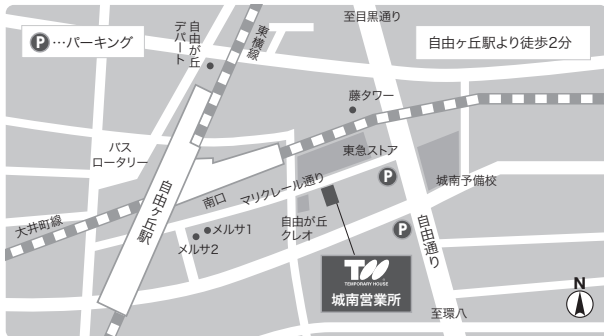 P…パーキング
自由が丘
デパート
東横線
至目黒通り
自由ヶ丘駅より徒歩2分
藤タワー
バス
ロータリー
東急ストア
P
城南予備校
南口
マリクレール通り
自由ヶ丘駅
大井町線
メルサ1
メルサ2
自由が丘
クレオ
P
自由通り
TM
TEMPORARY HOUSE
城南営業所
至環八
N